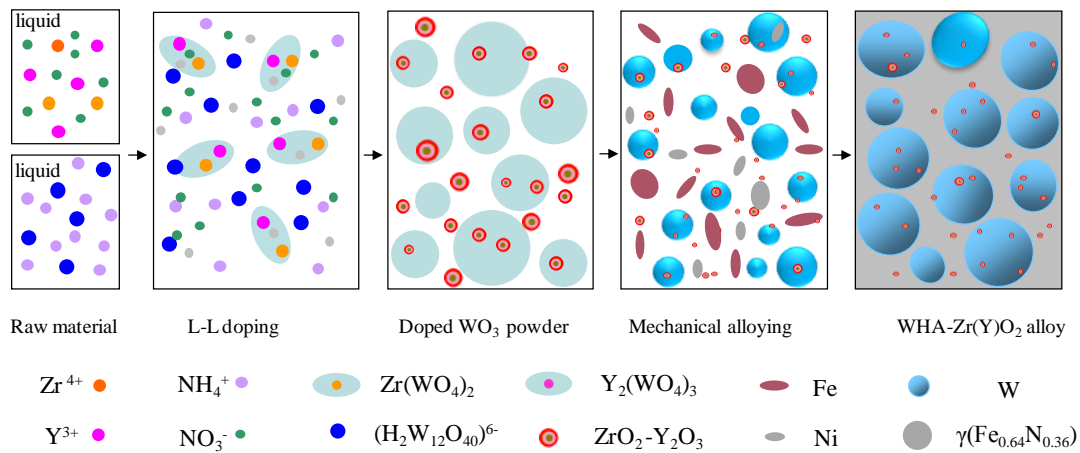 liquid
liquid
Raw material
L-L doping
Doped WO₃ powder
Mechanical alloying
WHA-Zr(Y)O₂ alloy
Zr ⁴⁺
NH₄⁺
Zr(WO₄)₂
Y₂(WO₄)₃
Fe
W
Y³⁺
NO₃⁻
(H₂W₁₂O₄₀)⁶⁻
ZrO₂-Y₂O₃
Ni
γ(Fe₀.₆₄N₀.₃₆)